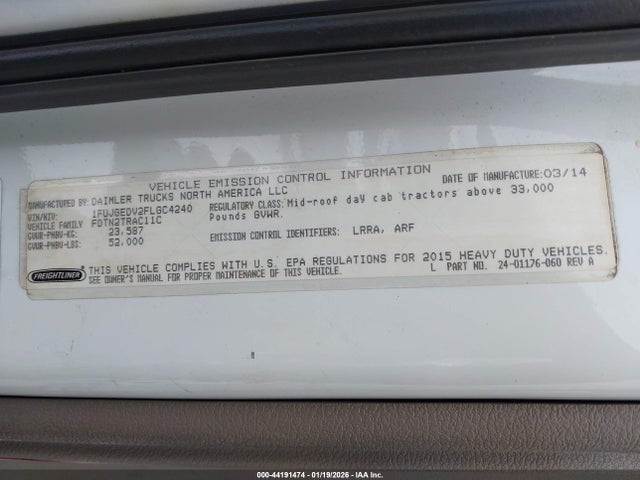 VEHICLE EMISSION CONTROL INFORMATION
MANUFACTURED BY: DAIMLER TRUCKS NORTH AMERICA LLC DATE OF MANUFACTURE: 03/14
VIN/NIV: 1FUJGEDV2FLGC4240 REGULATORY CLASS: Mid-roof day cab tractors above 33,000
VEHICLE FAMILY FDTN2TRAC11C Pounds GVWR.
GVWR-PNBV-KG: 23,587
GVWR-PNBV-LBS: 52,000 EMISSION CONTROL IDENTIFIERS: LRRA, ARF
FREIGHTLINER
THIS VEHICLE COMPLIES WITH U.S. EPA REGULATIONS FOR 2015 HEAVY DUTY VEHICLES.
SEE OWNER'S MANUAL FOR PROPER MAINTENANCE OF THIS VEHICLE. L PART NO. 24-01176-060 REV A
000-44191474 | 01/19/2026 | IAA Inc.